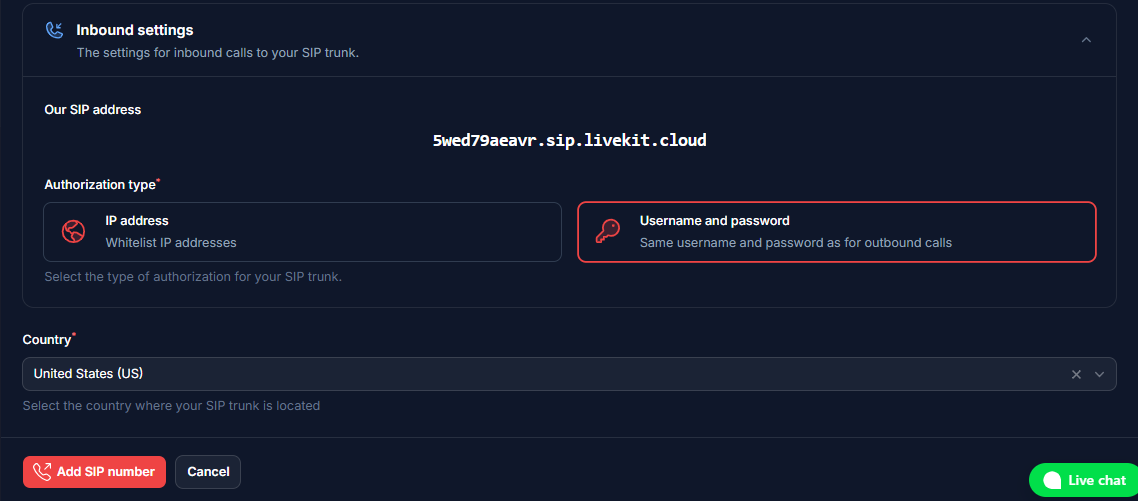 Inbound settings
The settings for inbound calls to your SIP trunk.
Our SIP address
5wed79aeavr.sip.livekit.cloud
Authorization type*
IP address
Whitelist IP addresses
Username and password
Same username and password as for outbound calls
Select the type of authorization for your SIP trunk.
Country*
United States (US)
Select the country where your SIP trunk is located
Add SIP number
Cancel
Live chat